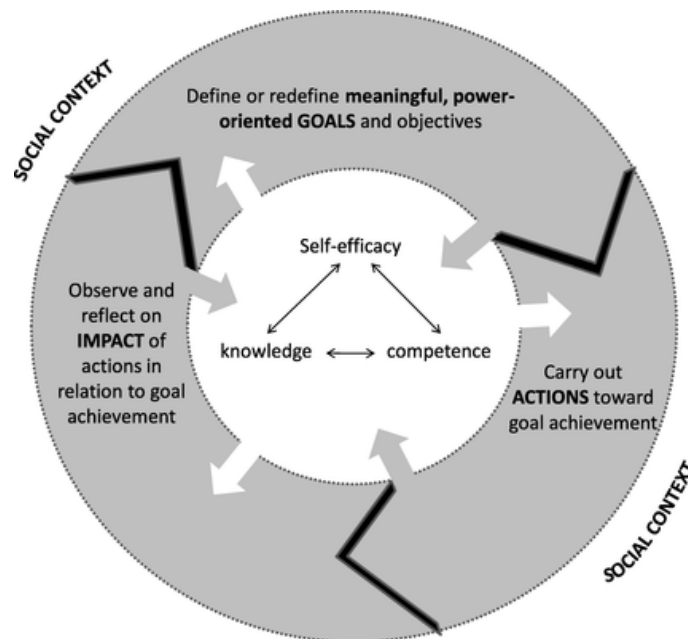 SOCIAL CONTEXT
Define or redefine meaningful, power-
oriented GOALS and objectives
Self-efficacy
knowledge
competence
Observe and
reflect on
IMPACT of
actions in
relation to goal
achievement
Carry out
ACTIONS toward
goal achievement
SOCIAL CONTEXT